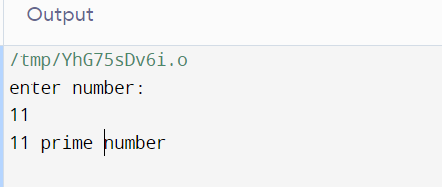 Output
/tmp/YhG75sDv6i.o
enter number:
11
11 prime number